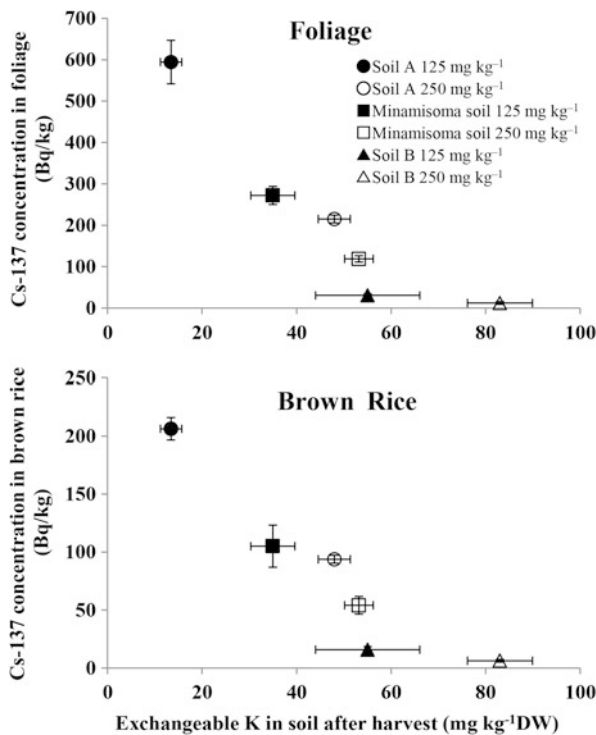 Foliage
Cs-137 concentration in foliage
(Bq/kg)
700
600
500
400
300
200
100
0
0 20 40 60 80 100
Soil A 125 mg kg⁻¹
Soil A 250 mg kg⁻¹
Minamisoma soil 125 mg kg⁻¹
Minamisoma soil 250 mg kg⁻¹
Soil B 125 mg kg⁻¹
Soil B 250 mg kg⁻¹
Brown Rice
Cs-137 concentration in brown rice
(Bq/kg)
250
200
150
100
50
0
0 20 40 60 80 100
Exchangeable K in soil after harvest (mg kg⁻¹DW)